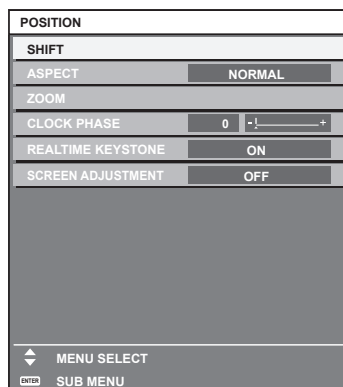 POSITION
SHIFT
ASPECT NORMAL
ZOOM
CLOCK PHASE 0 - +
REALTIME KEYSTONE ON
SCREEN ADJUSTMENT OFF
MENU SELECT
ENTER SUB MENU